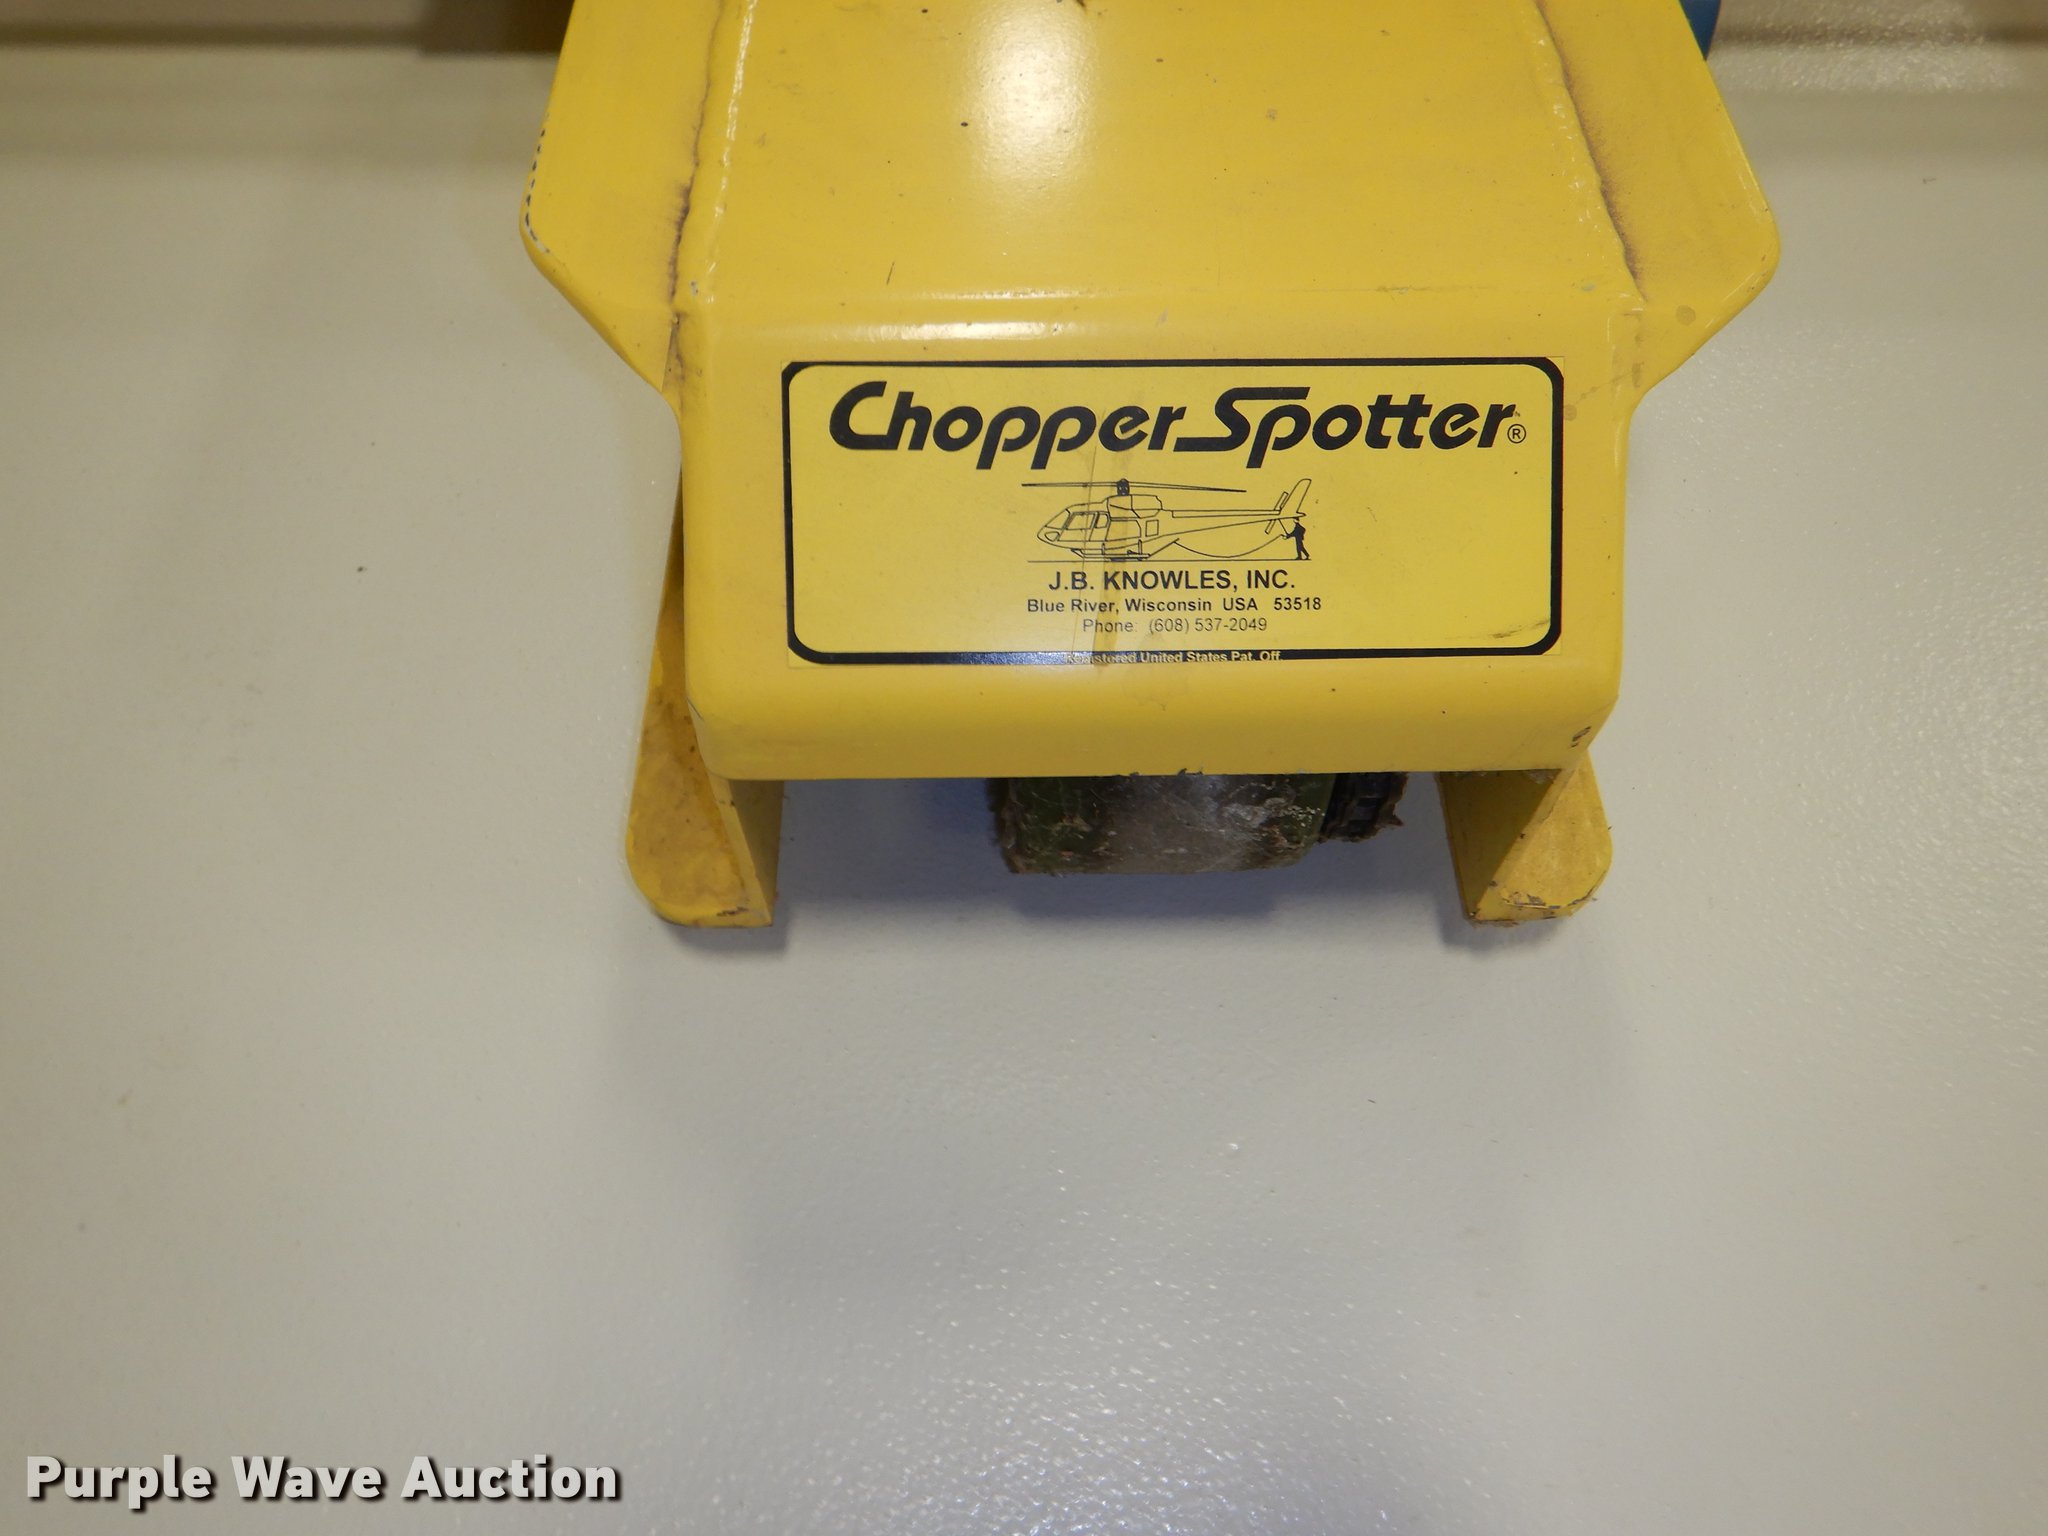 Chopper Spotter®
J.B. KNOWLES, INC.
Blue River, Wisconsin USA 53518
Phone: (608) 537-2049
Registered United States Pat. Off.
Purple Wave Auction